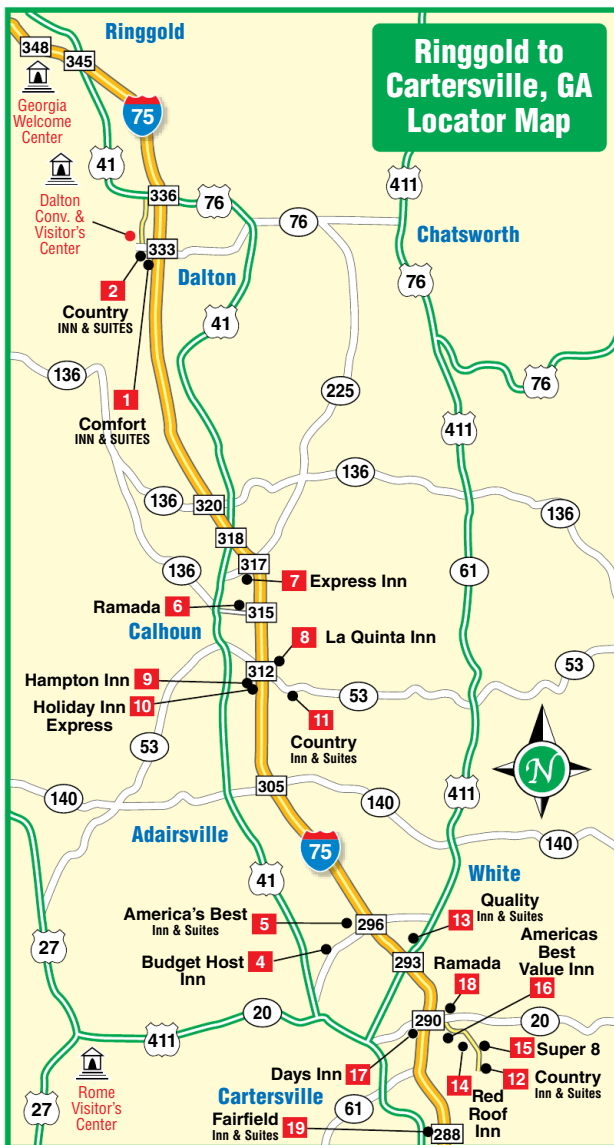 Ringgold
348
345
Georgia
Welcome
Center
75
Ringgold to
Cartersville, GA
Locator Map
41
411
Dalton
Conv. &
Visitor's
Center
336
76
76
Chatsworth
333
Dalton
2
Country
INN & SUITES
76
41
136
225
76
1
Comfort
INN & SUITES
411
136
136
320
136
318
317
136
61
7 Express Inn
Ramada 6
315
Calhoun
8 La Quinta Inn
Hampton Inn 9
312
53
Holiday Inn 10
Express
53
11
Country
Inn & Suites
53
N
140
305
140
411
140
Adairsville
75
White
41
America's Best 5
Inn & Suites
296
13
Quality
Inn & Suites
27
Budget Host 4
Inn
293
Ramada
18
Americas
Best
Value Inn
16
20
290
20
411
Days Inn 17
15 Super 8
14
Red
Roof
Inn
12 Country
Inn & Suites
Rome
Visitor's
Center
27
Cartersville
61
Fairfield 19
Inn & Suites
288